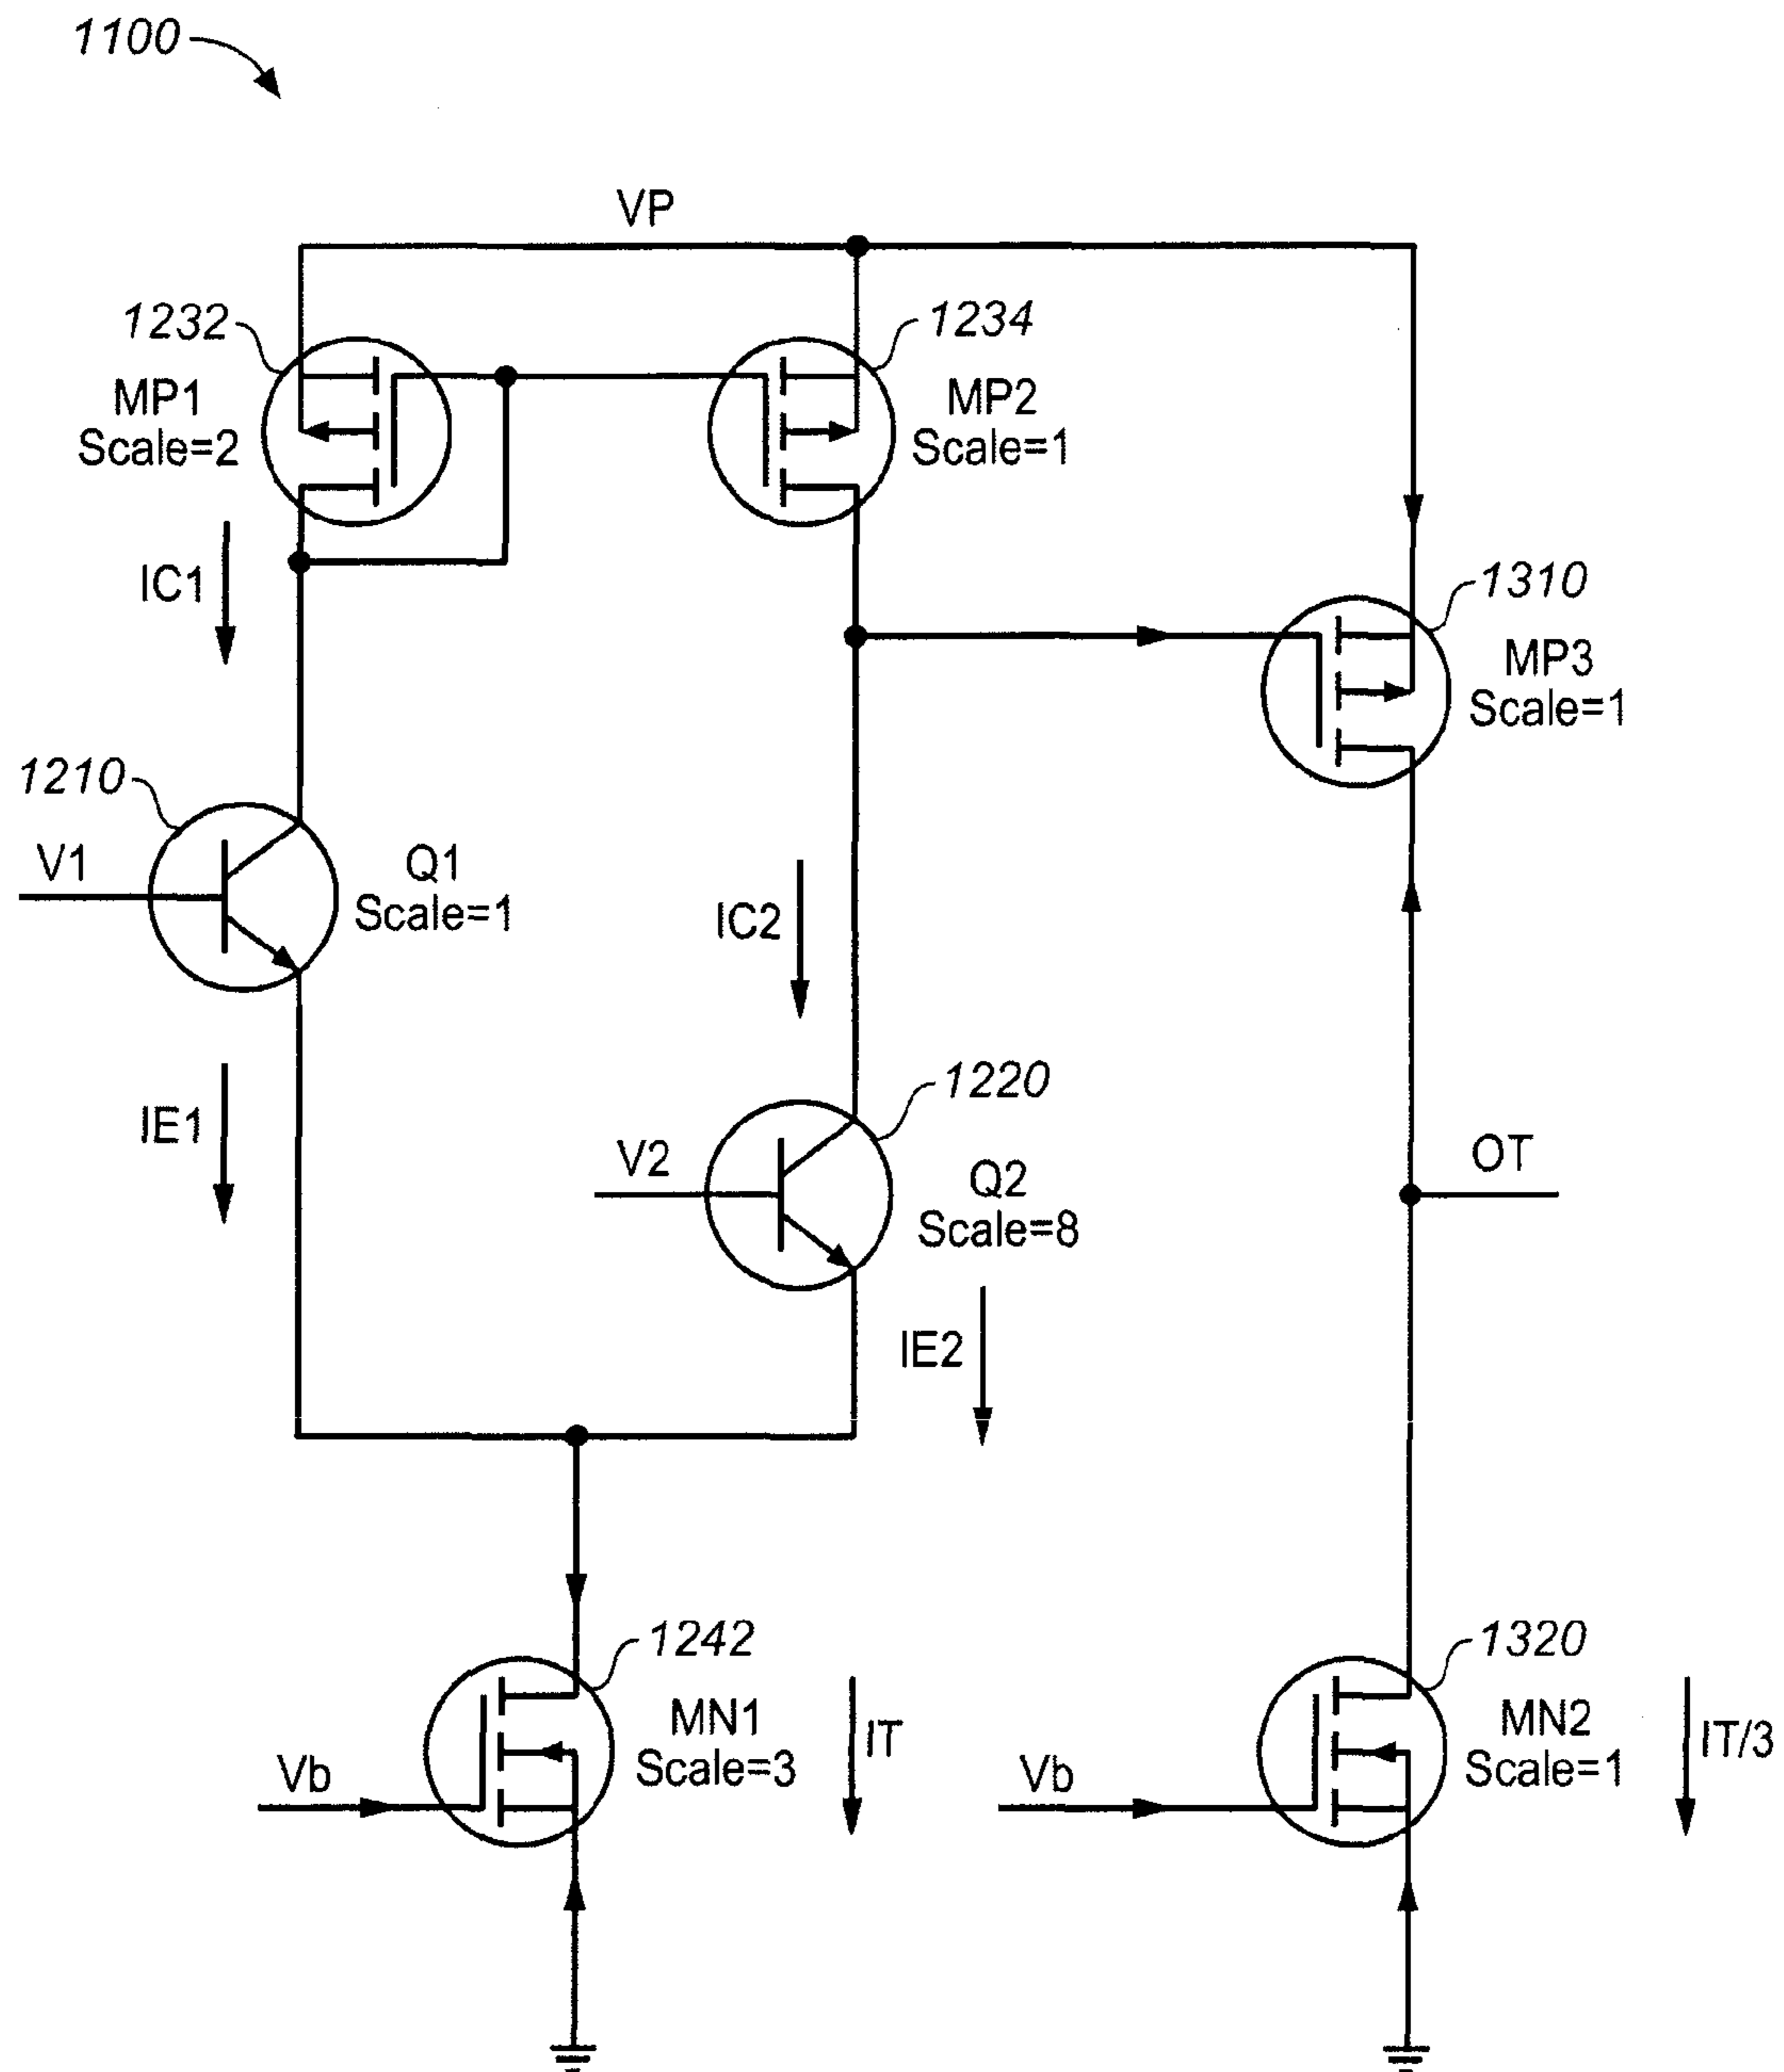 1100
VP
1232
MP1
Scale=2
1234
MP2
Scale=1
IC1
1310
MP3
Scale=1
1210
V1
Q1
Scale=1
IC2
IE1
1220
V2
Q2
Scale=8
OT
IE2
1242
MN1
Scale=3
IT
Vb
1320
MN2
Scale=1
IT/3
Vb